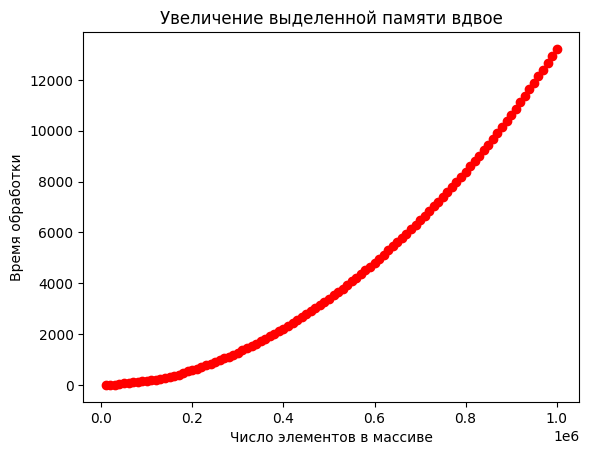 Увеличение выделенной памяти вдвое
12000
10000
8000
6000
4000
2000
0
Время обработки
0.0 0.2 0.4 0.6 0.8 1.0
1e6
Число элементов в массиве